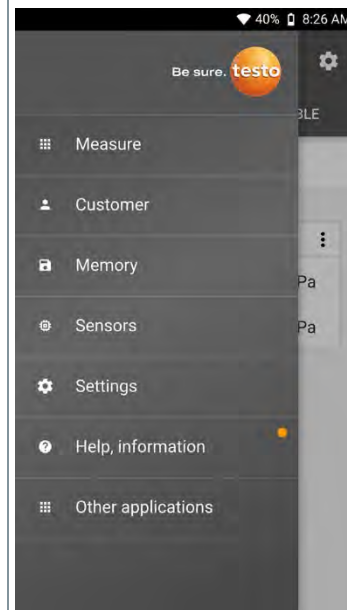 40% 8:26 AM
Be sure. testo
BLE
Measure
Customer
Memory
Pa
Sensors
Pa
Settings
Help, information
Other applications